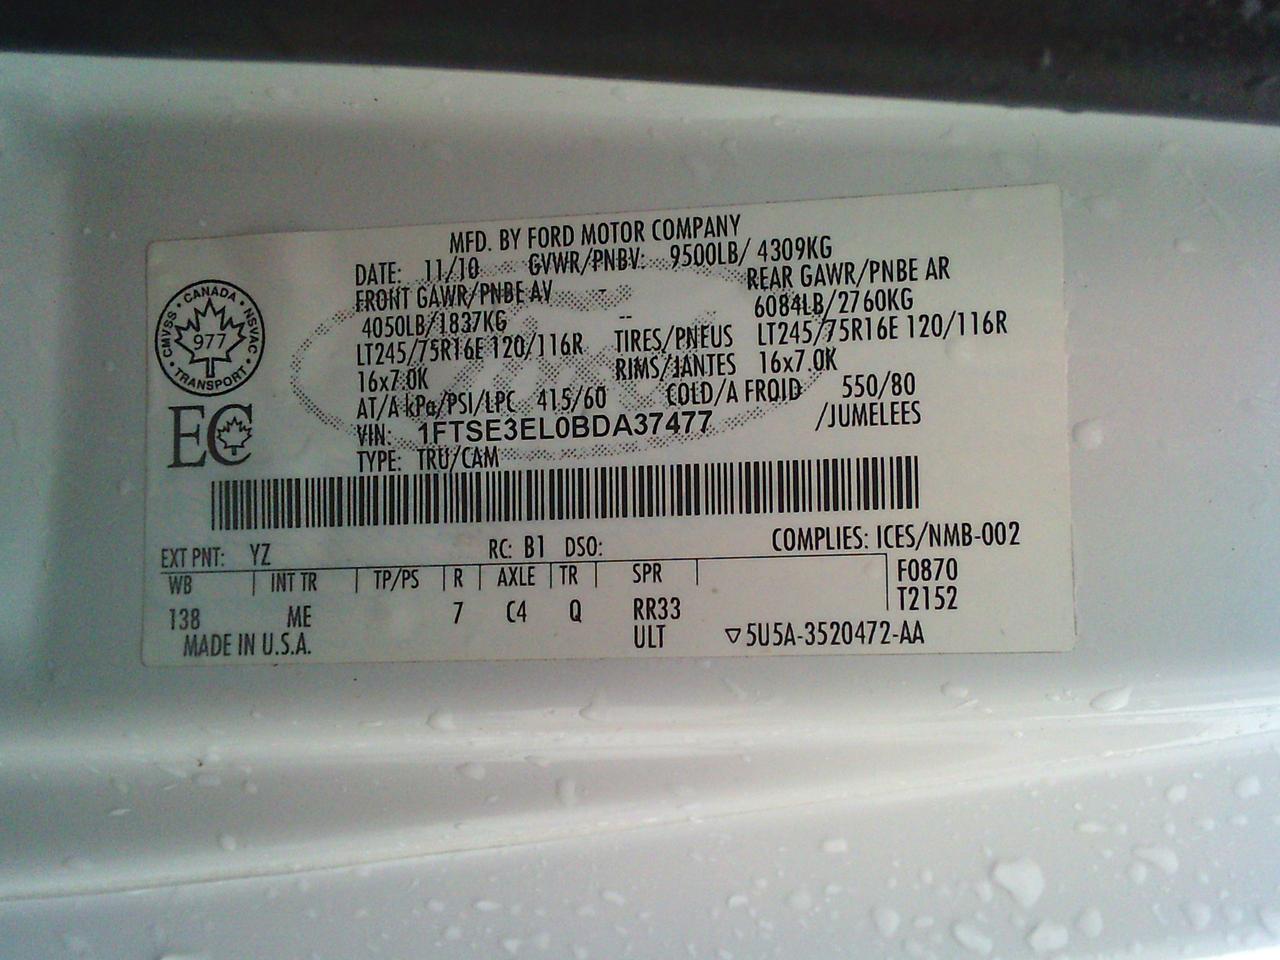 MFD. BY FORD MOTOR COMPANY
DATE: 11/10 GVWR/PNBV: 9500LB/ 4309KG
FRONT GAWR/PNBE AV -- REAR GAWR/PNBE AR
4050LB/1837KG -- 6084LB/2760KG
LT245/75R16E 120/116R TIRES/PNEUS LT245/75R16E 120/116R
16x7.0K RIMS/JANTES 16x7.0K
AT/A kPa/PSI/LPC 415/60 COLD/A FROID 550/80
VIN: 1FTSE3EL0BDA37477 /JUMELEES
TYPE: TRU/CAM
CMVSS • CANADA • NSVAC • TRANSPORT •
977
EC
EXT PNT: YZ RC: B1 DSO: COMPLIES: ICES/NMB-002
WB INT TR TP/PS R AXLE TR SPR F0870
T2152
138 ME 7 C4 Q RR33
MADE IN U.S.A. ULT ▽5U5A-3520472-AA